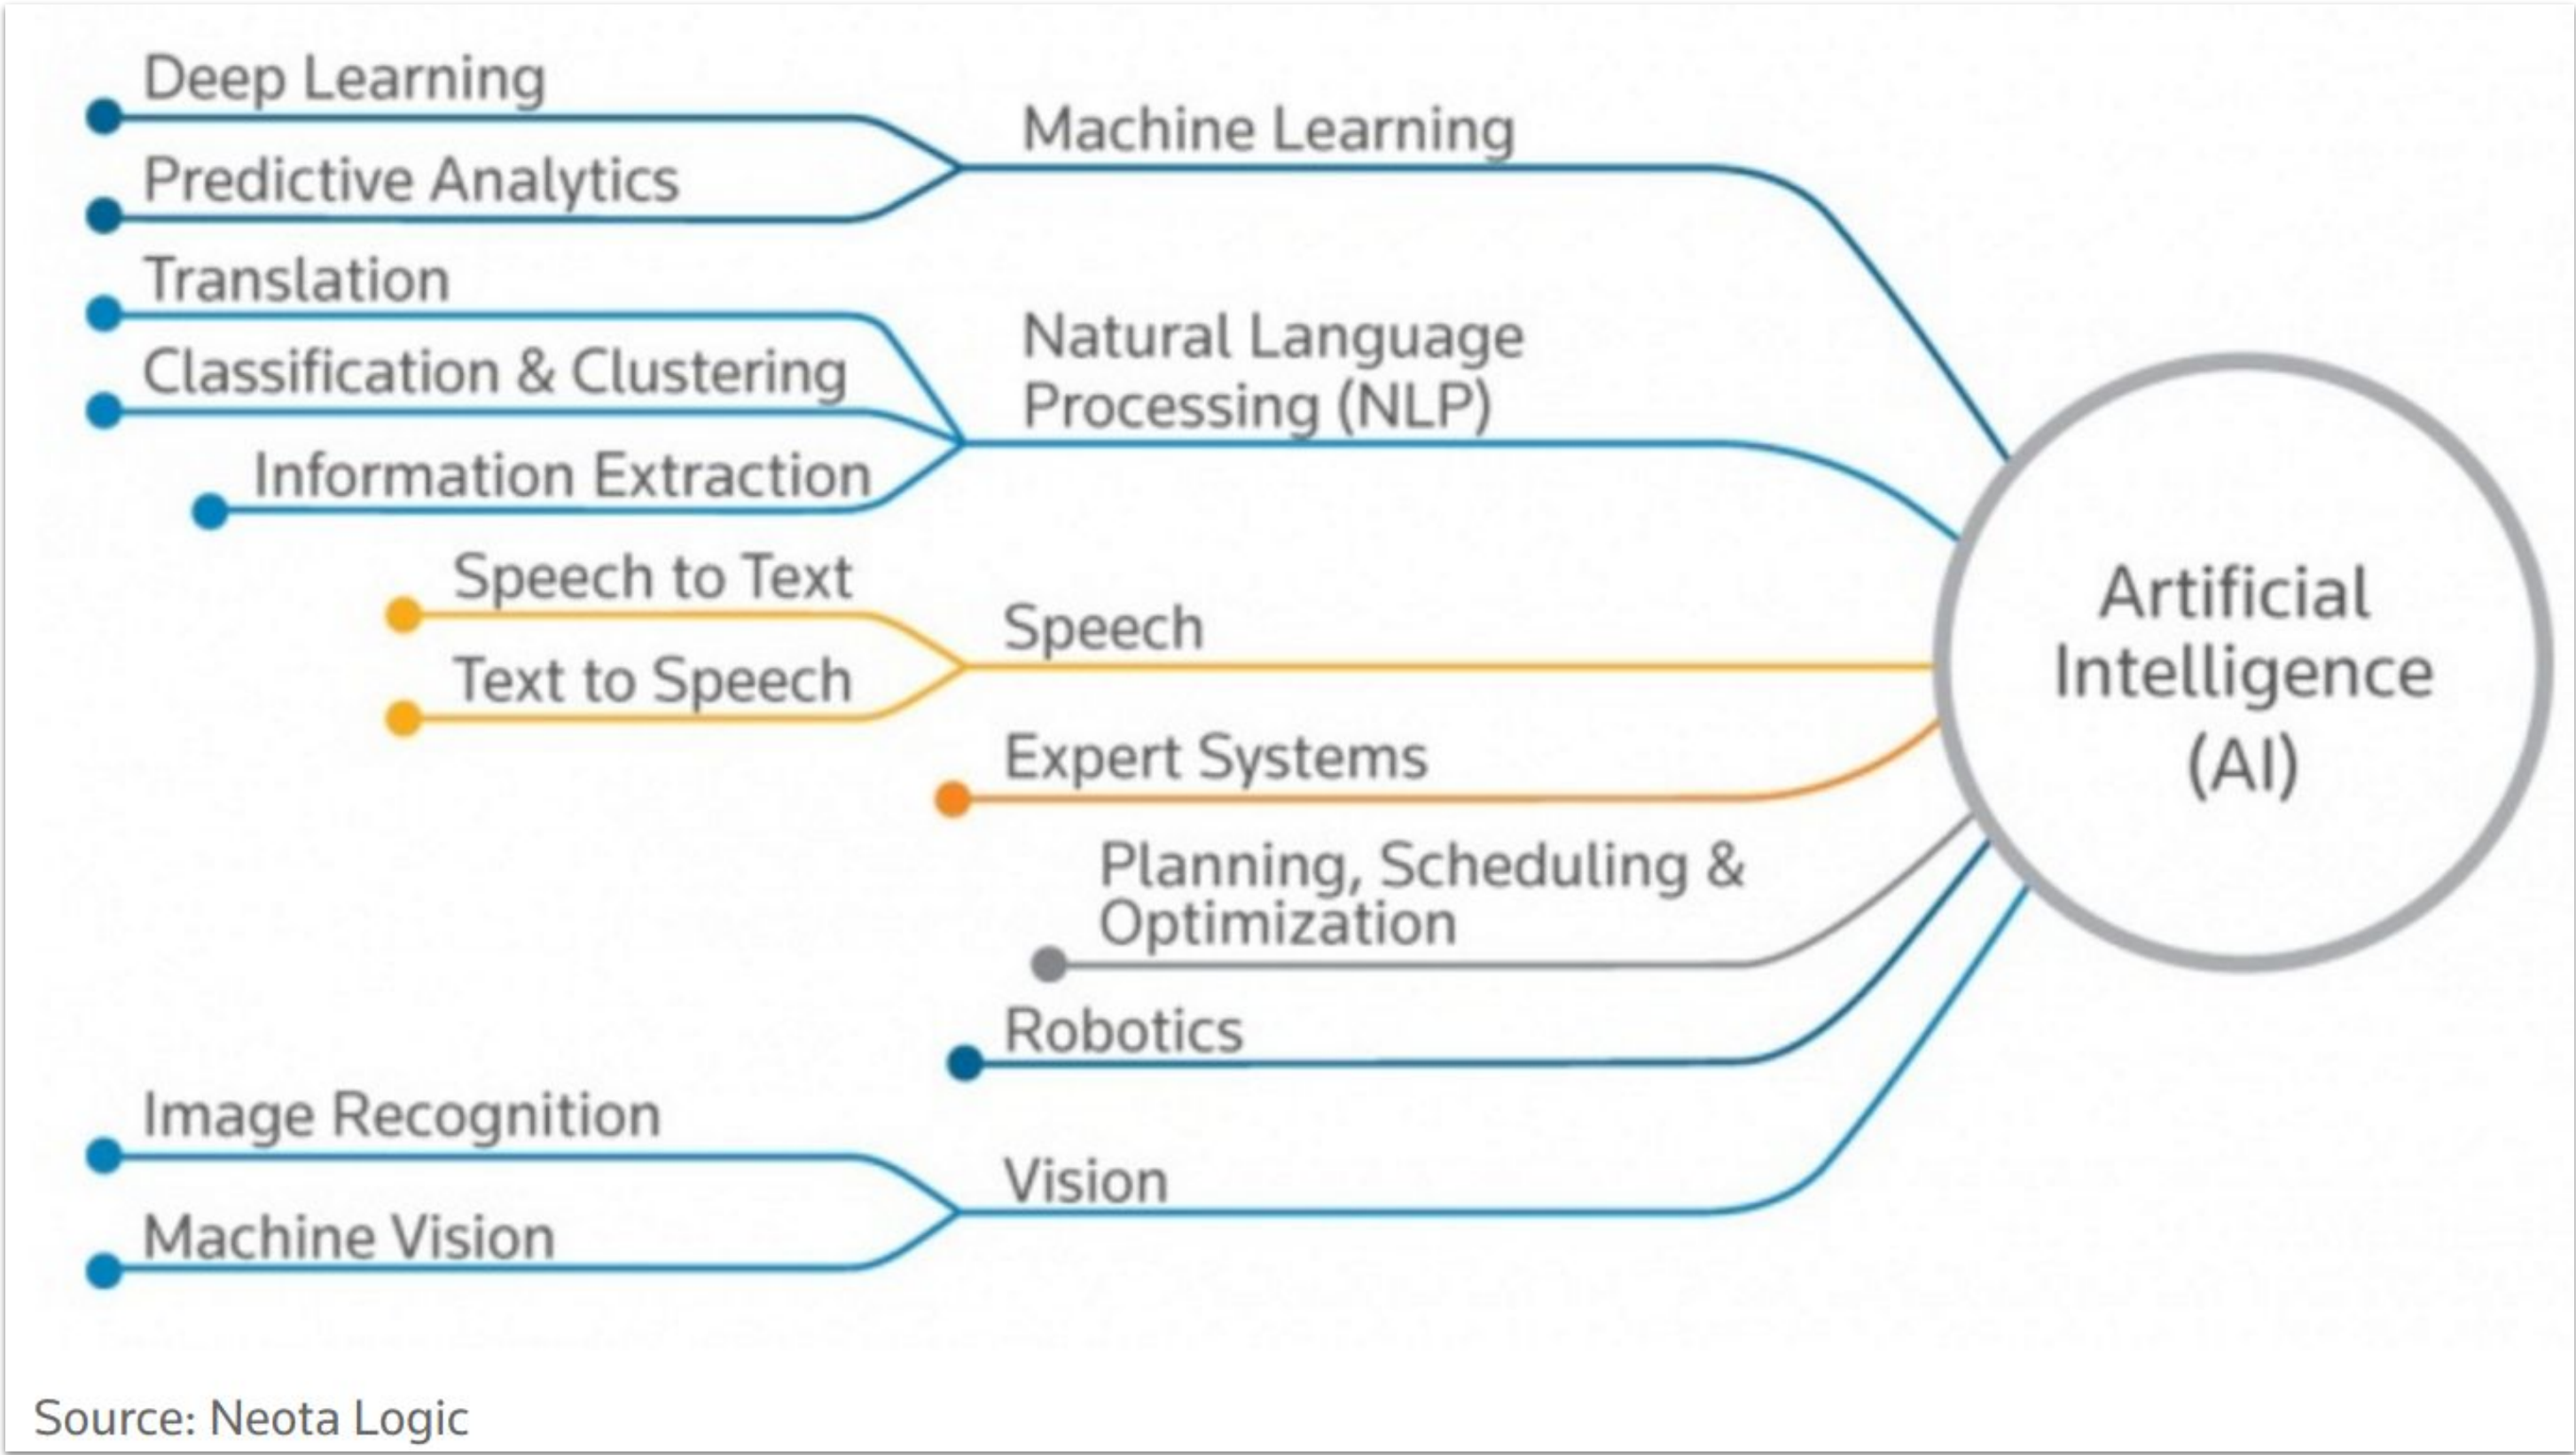 Deep Learning
Predictive Analytics
Machine Learning
Translation
Classification & Clustering
Information Extraction
Natural Language
Processing (NLP)
Speech to Text
Text to Speech
Speech
Expert Systems
Planning, Scheduling &
Optimization
Robotics
Image Recognition
Machine Vision
Vision
Artificial
Intelligence
(AI)
Source: Neota Logic